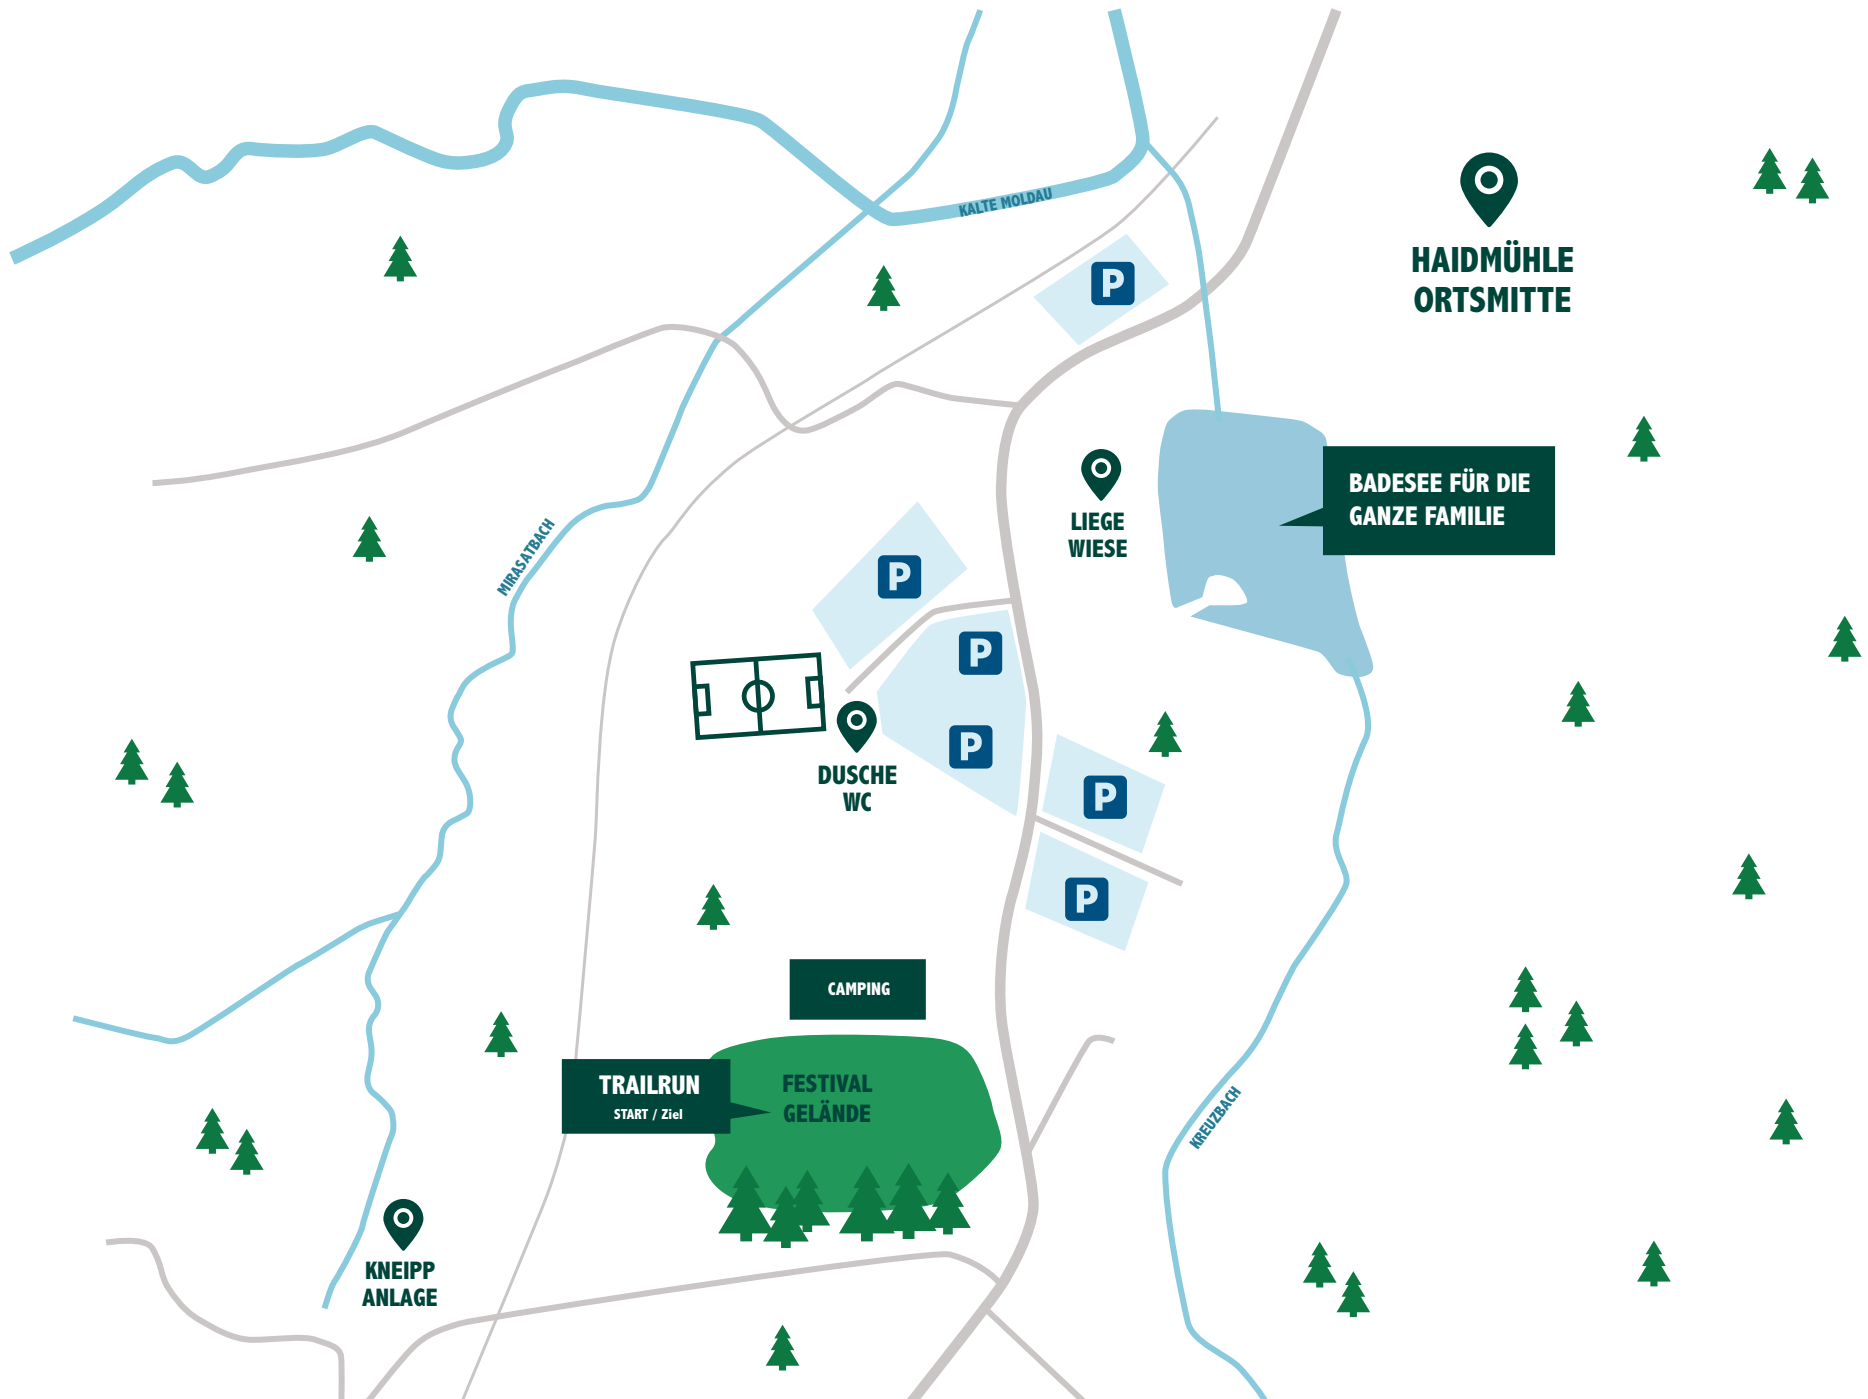 KALTE MOLDAU
P
HAIDMÜHLE
ORTSMITTE
BADESEE FÜR DIE
GANZE FAMILIE
LIEGE
WIESE
MIRASATBACH
P
P
P
DUSCHE
WC
P
P
CAMPING
TRAILRUN
START / Ziel
FESTIVAL
GELÄNDE
KREUZBACH
KNEIPP
ANLAGE